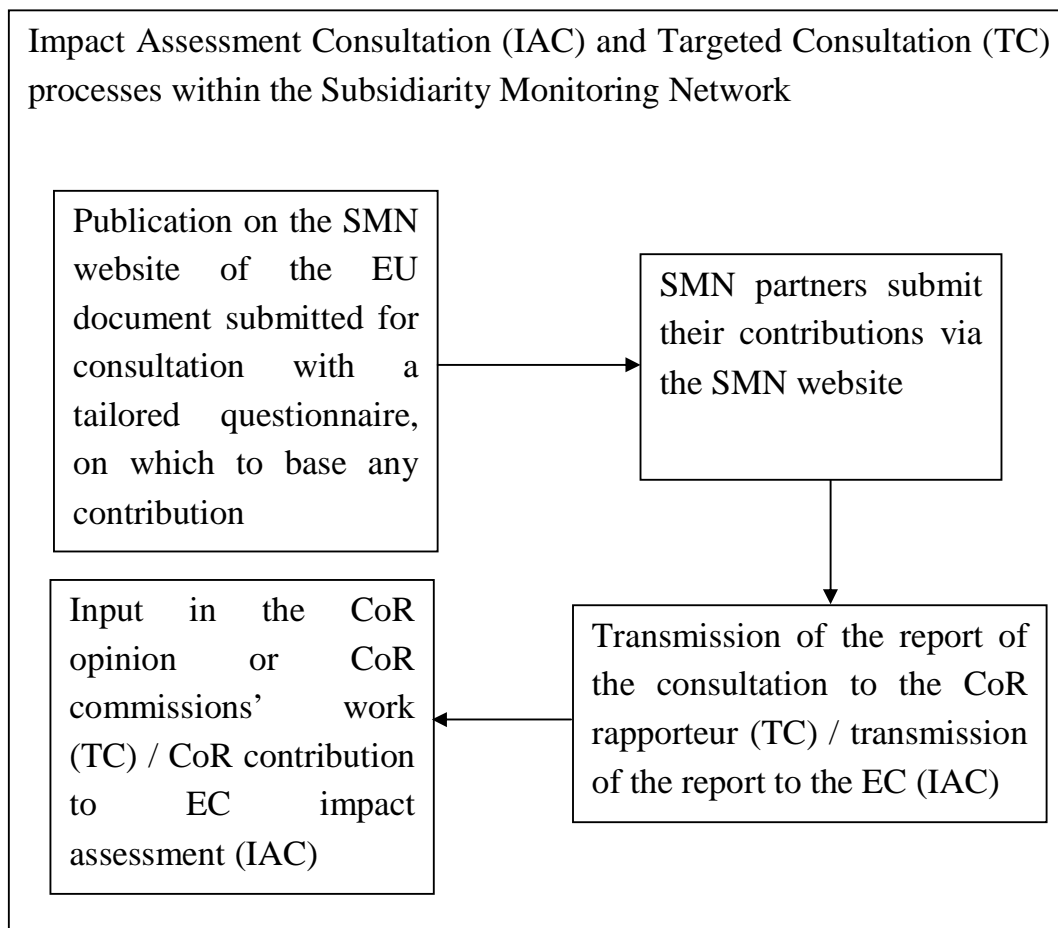 Impact Assessment Consultation (IAC) and Targeted Consultation (TC)
processes within the Subsidiarity Monitoring Network
Publication on the SMN
website of the EU
document submitted for
consultation with a
tailored questionnaire,
on which to base any
contribution
SMN partners submit
their contributions via
the SMN website
Transmission of the report of
the consultation to the CoR
rapporteur (TC) / transmission
of the report to the EC (IAC)
Input in the CoR
opinion or CoR
commissions’ work
(TC) / CoR contribution
to EC impact
assessment (IAC)